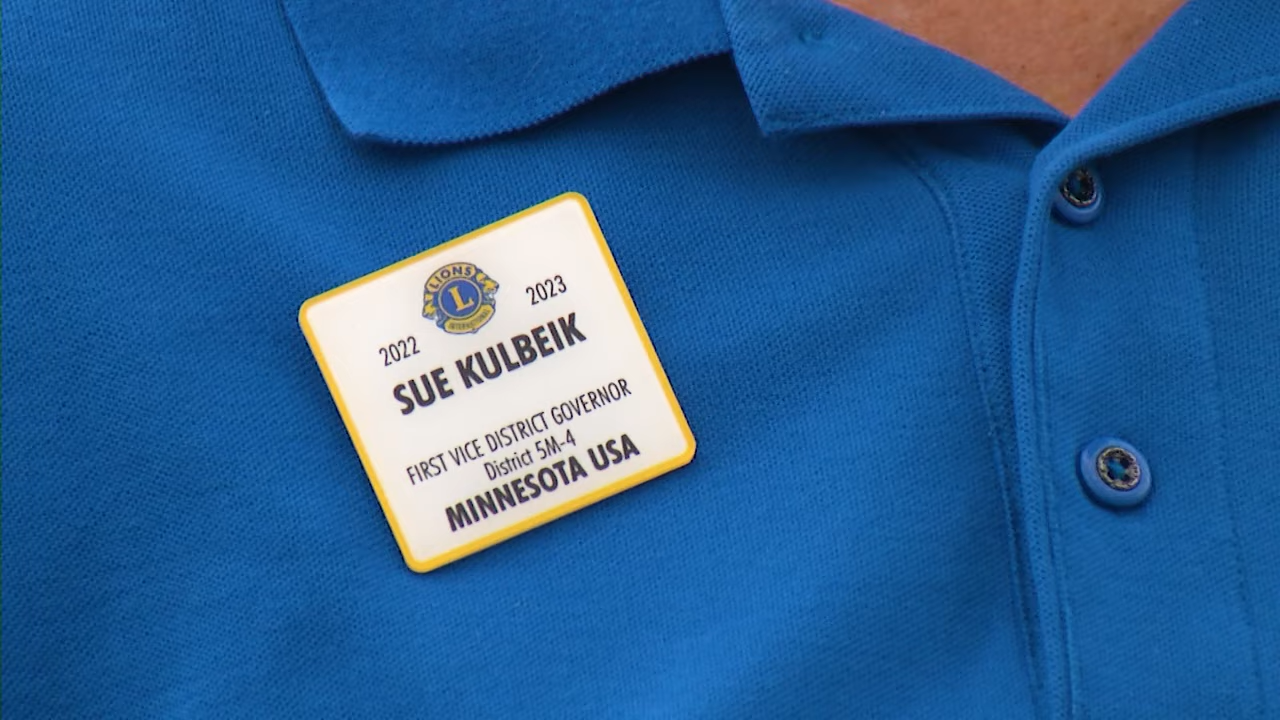 LIONS
L
INTERNATIONAL
2022 2023
SUE KULBEIK
FIRST VICE DISTRICT GOVERNOR
District 5M-4
MINNESOTA USA